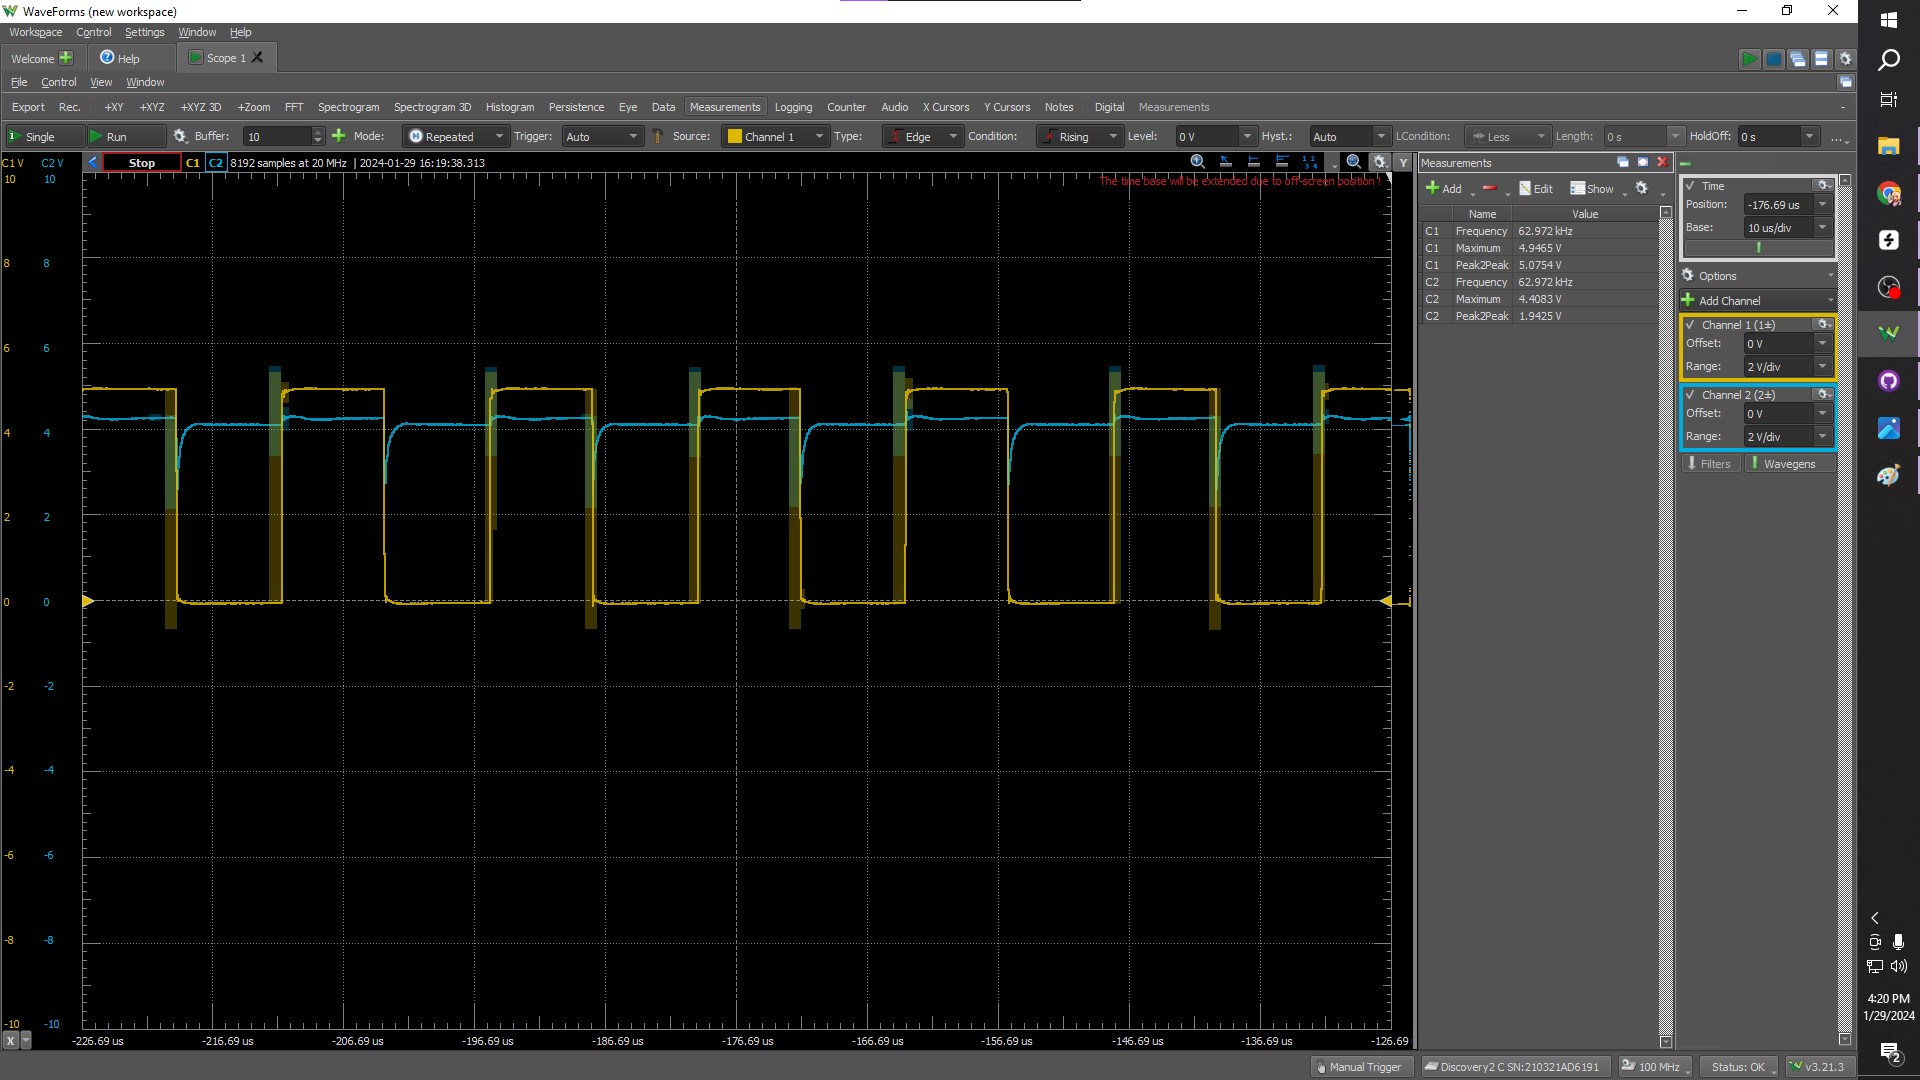 WaveForms (new workspace)
Workspace Control Settings Window Help
Welcome Help Scope 1
File Control View Window
Export Rec. +XY +XYZ +XYZ 3D +Zoom FFT Spectrogram Spectrogram 3D Histogram Persistence Eye Data Measurements Logging Counter Audio X Cursors Y Cursors Notes Digital Measurements
Single Run Buffer: 10 Mode: Repeated Trigger: Auto Source: Channel 1 Type: Edge Condition: Rising Level: 0 V Hyst.: Auto LCondition: Less Length: 0 s HoldOff: 0 s ...
C1 V C2 V Stop C1 C2 8192 samples at 20 MHz | 2024-01-29 16:19:38.313 Y
The time base will be extended due to off-screen position !
10 10
8 8
6 6
4 4
2 2
0 0
-2 -2
-4 -4
-6 -6
-8 -8
-10 -10
X -226.69 us -216.69 us -206.69 us -196.69 us -186.69 us -176.69 us -166.69 us -156.69 us -146.69 us -136.69 us -126.69
Measurements
Add Edit Show
Name Value
C1 Frequency 62.972 kHz
C1 Maximum 4.9465 V
C1 Peak2Peak 5.0754 V
C2 Frequency 62.972 kHz
C2 Maximum 4.4083 V
C2 Peak2Peak 1.9425 V
Time
Position: -176.69 us
Base: 10 us/div
Options
Add Channel
Channel 1 (1±)
Offset: 0 V
Range: 2 V/div
Channel 2 (2±)
Offset: 0 V
Range: 2 V/div
Filters Wavegens
Manual Trigger Discovery2 C SN:210321AD6191 100 MHz Status: OK v3.21.3
4:20 PM
1/29/2024
2